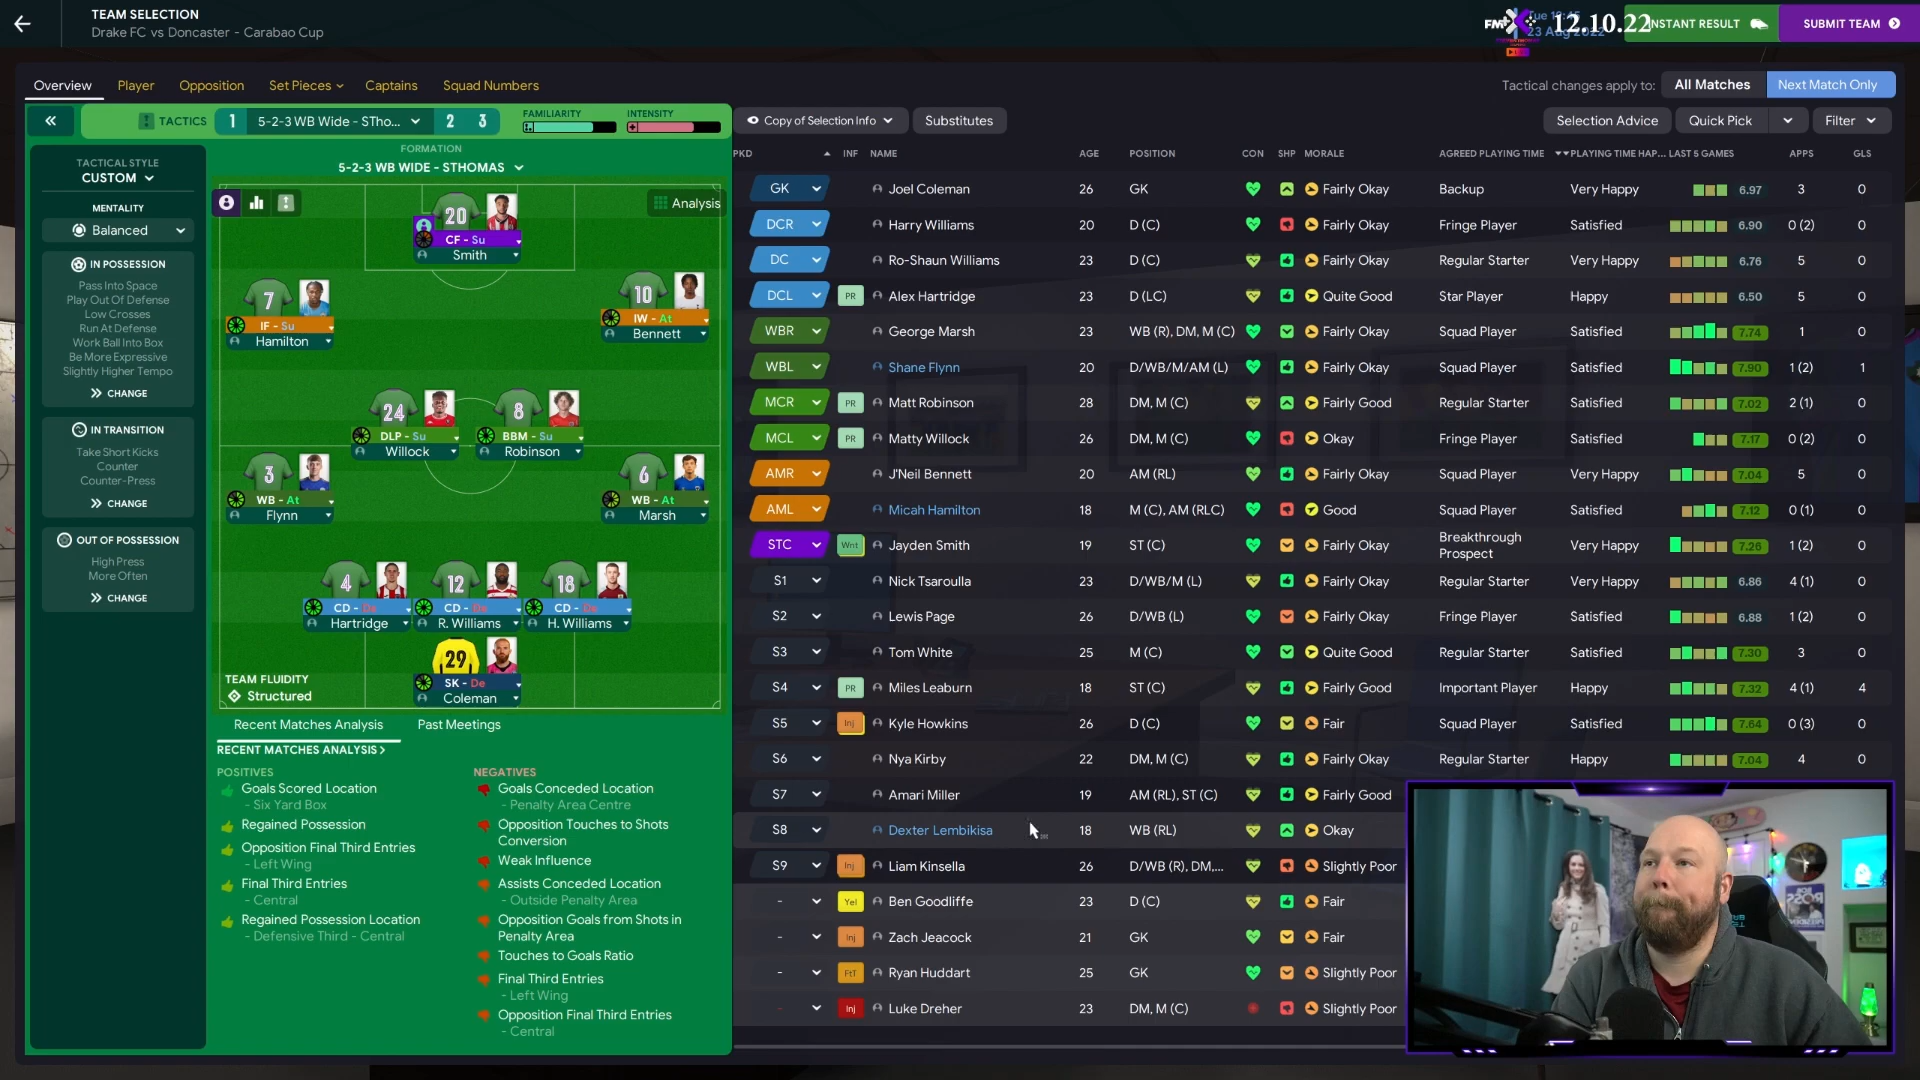 TEAM SELECTION
Drake FC vs Doncaster - Carabao Cup
12.10.22
INSTANT RESULT
SUBMIT TEAM
23 Aug 2022
Overview
Player
Opposition
Set Pieces
Captains
Squad Numbers
Tactical changes apply to:
All Matches
Next Match Only
TACTICS
1
5-2-3 WB Wide - STho...
2
3
FAMILIARITY
INTENSITY
Copy of Selection Info
Substitutes
Selection Advice
Quick Pick
Filter
TACTICAL STYLE
CUSTOM
MENTALITY
Balanced
IN POSSESSION
Pass Into Space
Play Out Of Defense
Low Crosses
Run At Defense
Work Ball Into Box
Be More Expressive
Slightly Higher Tempo
CHANGE
IN TRANSITION
Take Short Kicks
Counter
Counter-Press
CHANGE
OUT OF POSSESSION
High Press
More Often
CHANGE
FORMATION
5-2-3 WB WIDE - STHOMAS
Analysis
20
CF - Su
Smith
7
IF - Su
Hamilton
10
IW - At
Bennett
24
DLP - Su
Willock
8
BBM - Su
Robinson
3
WB - At
Flynn
6
WB - At
Marsh
4
CD - De
Hartridge
12
CD - De
R. Williams
18
CD - De
H. Williams
29
SK - De
Coleman
TEAM FLUIDITY
Structured
Recent Matches Analysis
Past Meetings
RECENT MATCHES ANALYSIS
POSITIVES
Goals Scored Location
- Six Yard Box
Regained Possession
Opposition Final Third Entries
- Left Wing
Final Third Entries
- Central
Regained Possession Location
- Defensive Third - Central
NEGATIVES
Goals Conceded Location
- Penalty Area Centre
Opposition Touches to Shots
Conversion
Weak Influence
Assists Conceded Location
- Outside Penalty Area
Opposition Goals from Shots in
Penalty Area
Touches to Goals Ratio
Final Third Entries
- Left Wing
Opposition Final Third Entries
- Central
PKD INF NAME AGE POSITION CON SHP MORALE AGREED PLAYING TIME PLAYING TIME HAP... LAST 5 GAMES APPS GLS
GK Joel Coleman 26 GK Fairly Okay Backup Very Happy 6.97 3 0
DCR Harry Williams 20 D (C) Fairly Okay Fringe Player Satisfied 6.90 0 (2) 0
DC Ro-Shaun Williams 23 D (C) Fairly Okay Regular Starter Very Happy 6.76 5 0
DCL PR Alex Hartridge 23 D (LC) Quite Good Star Player Happy 6.50 5 0
WBR George Marsh 23 WB (R), DM, M (C) Fairly Okay Squad Player Satisfied 7.74 1 0
WBL Shane Flynn 20 D/WB/M/AM (L) Fairly Okay Squad Player Satisfied 7.90 1 (2) 1
MCR PR Matt Robinson 28 DM, M (C) Fairly Good Regular Starter Satisfied 7.02 2 (1) 0
MCL PR Matty Willock 26 DM, M (C) Okay Fringe Player Satisfied 7.17 0 (2) 0
AMR J'Neil Bennett 20 AM (RL) Fairly Okay Squad Player Very Happy 7.04 5 0
AML Micah Hamilton 18 M (C), AM (RLC) Good Squad Player Satisfied 7.12 0 (1) 0
STC Wnt Jayden Smith 19 ST (C) Fairly Okay Breakthrough Prospect Very Happy 7.26 1 (2) 0
S1 Nick Tsaroulla 23 D/WB/M (L) Fairly Okay Regular Starter Very Happy 6.86 4 (1) 0
S2 Lewis Page 26 D/WB (L) Fairly Okay Fringe Player Satisfied 6.88 1 (2) 0
S3 Tom White 25 M (C) Quite Good Regular Starter Satisfied 7.30 3 0
S4 PR Miles Leaburn 18 ST (C) Fairly Good Important Player Happy 7.32 4 (1) 4
S5 Inj Kyle Howkins 26 D (C) Fair Squad Player Satisfied 7.64 0 (3) 0
S6 Nya Kirby 22 DM, M (C) Fairly Okay Regular Starter Happy 7.04 4 0
S7 Amari Miller 19 AM (RL), ST (C) Fairly Good
S8 Dexter Lembikisa 18 WB (RL) Okay
S9 Inj Liam Kinsella 26 D/WB (R), DM,... Slightly Poor
- Yel Ben Goodliffe 23 D (C) Fair
- Inj Zach Jeacock 21 GK Fair
- FtT Ryan Huddart 25 GK Slightly Poor
- Inj Luke Dreher 23 DM, M (C) Slightly Poor